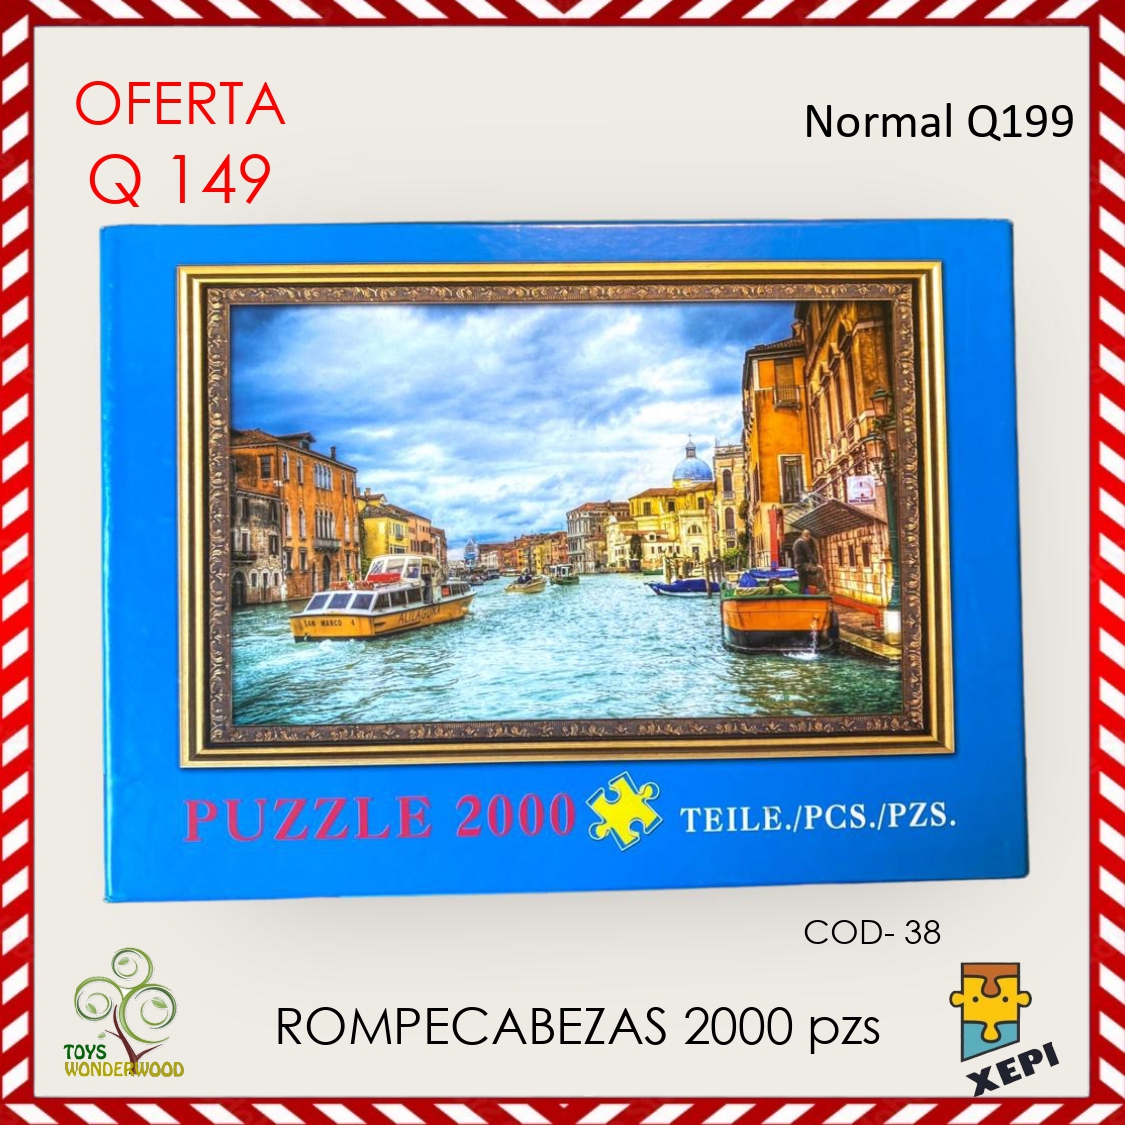 OFERTA
Q 149
Normal Q199
SAN MARCO 4
ALILAGUNA
PUZZLE 2000 TEILE./PCS./PZS.
COD- 38
ROMPECABEZAS 2000 pzs
TOYS
WONDERWOOD
XEPI